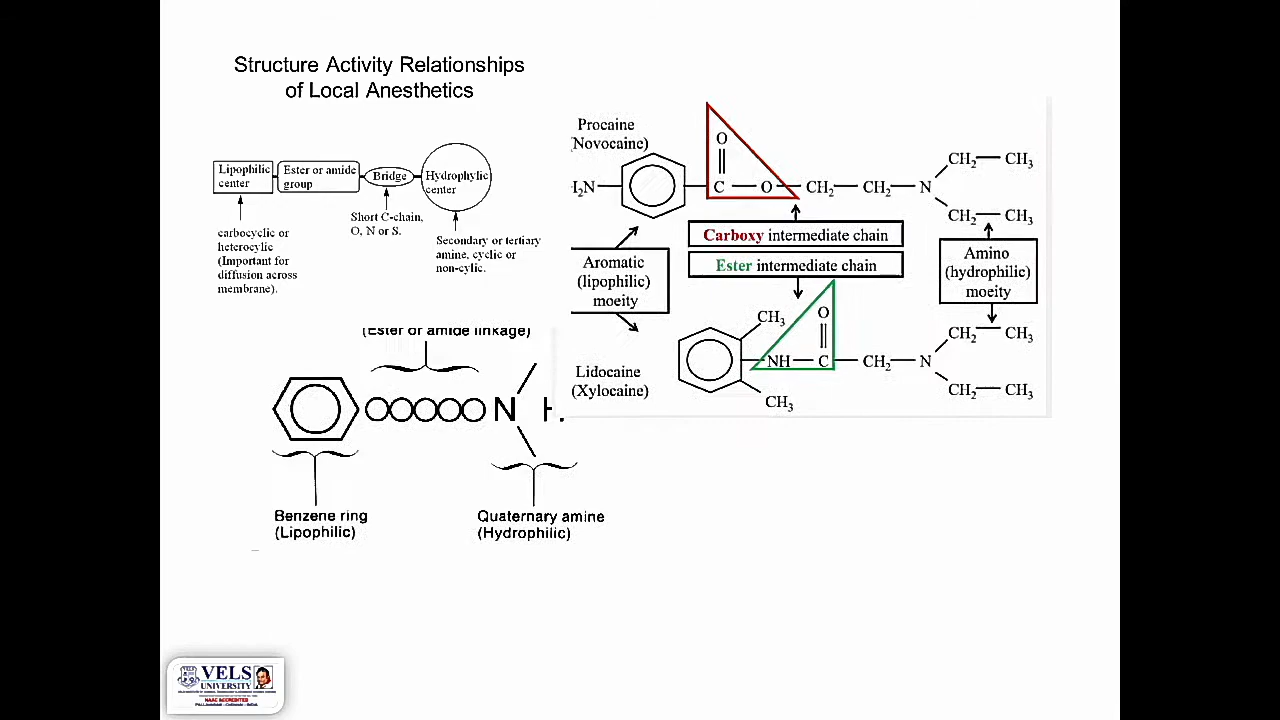 Structure Activity Relationships
of Local Anesthetics
Lipophilic
center
Ester or amide
group
Bridge
Hydrophylic
center
Short C-chain,
O, N or S.
carbocyclic or
heterocylic
(Important for
diffusion across
membrane).
Secondary or tertiary
amine, cyclic or
non-cylic.
Procaine
(Novocaine)
I₂N
O
C
O
CH₂
CH₂
N
CH₂
CH₃
CH₂
CH₃
Carboxy intermediate chain
Ester intermediate chain
Aromatic
(lipophilic)
moeity
Amino
(hydrophilic)
moeity
Lidocaine
(Xylocaine)
CH₃
CH₃
NH
C
O
CH₂
N
CH₂
CH₃
CH₂
CH₃
(Ester or amide linkage)
N
Benzene ring
(Lipophilic)
Quaternary amine
(Hydrophilic)
VELS
UNIVERSITY
NAAC ACCREDITED